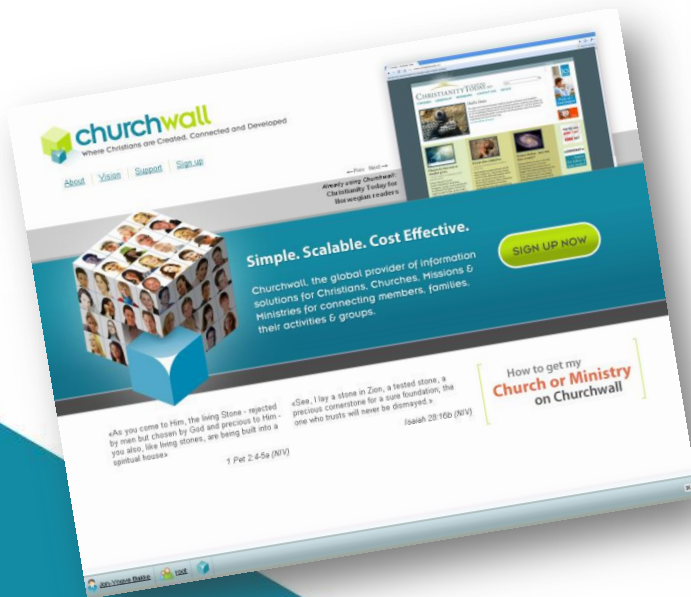 churchwall
Where Christians are Created, Connected and Developed
About Vision Support Sign up
←Prev Next→
Already using Churchwall:
Christianity Today for
Norwegian readers
CHRISTIANITY TODAY
Simple. Scalable. Cost Effective.
Churchwall, the global provider of information
solutions for Christians, Churches, Missions &
Ministries for connecting members, families,
their activities & groups.
SIGN UP NOW
«As you come to Him, the living Stone - rejected
by men but chosen by God and precious to Him -
you also, like living stones, are being built into a
spiritual house»
1 Pet 2:4-5a (NIV)
«See, I lay a stone in Zion, a tested stone, a
precious cornerstone for a sure foundation; the
one who trusts will never be dismayed.»
Isaiah 28:16b (NIV)
How to get my
Church or Ministry
on Churchwall
root